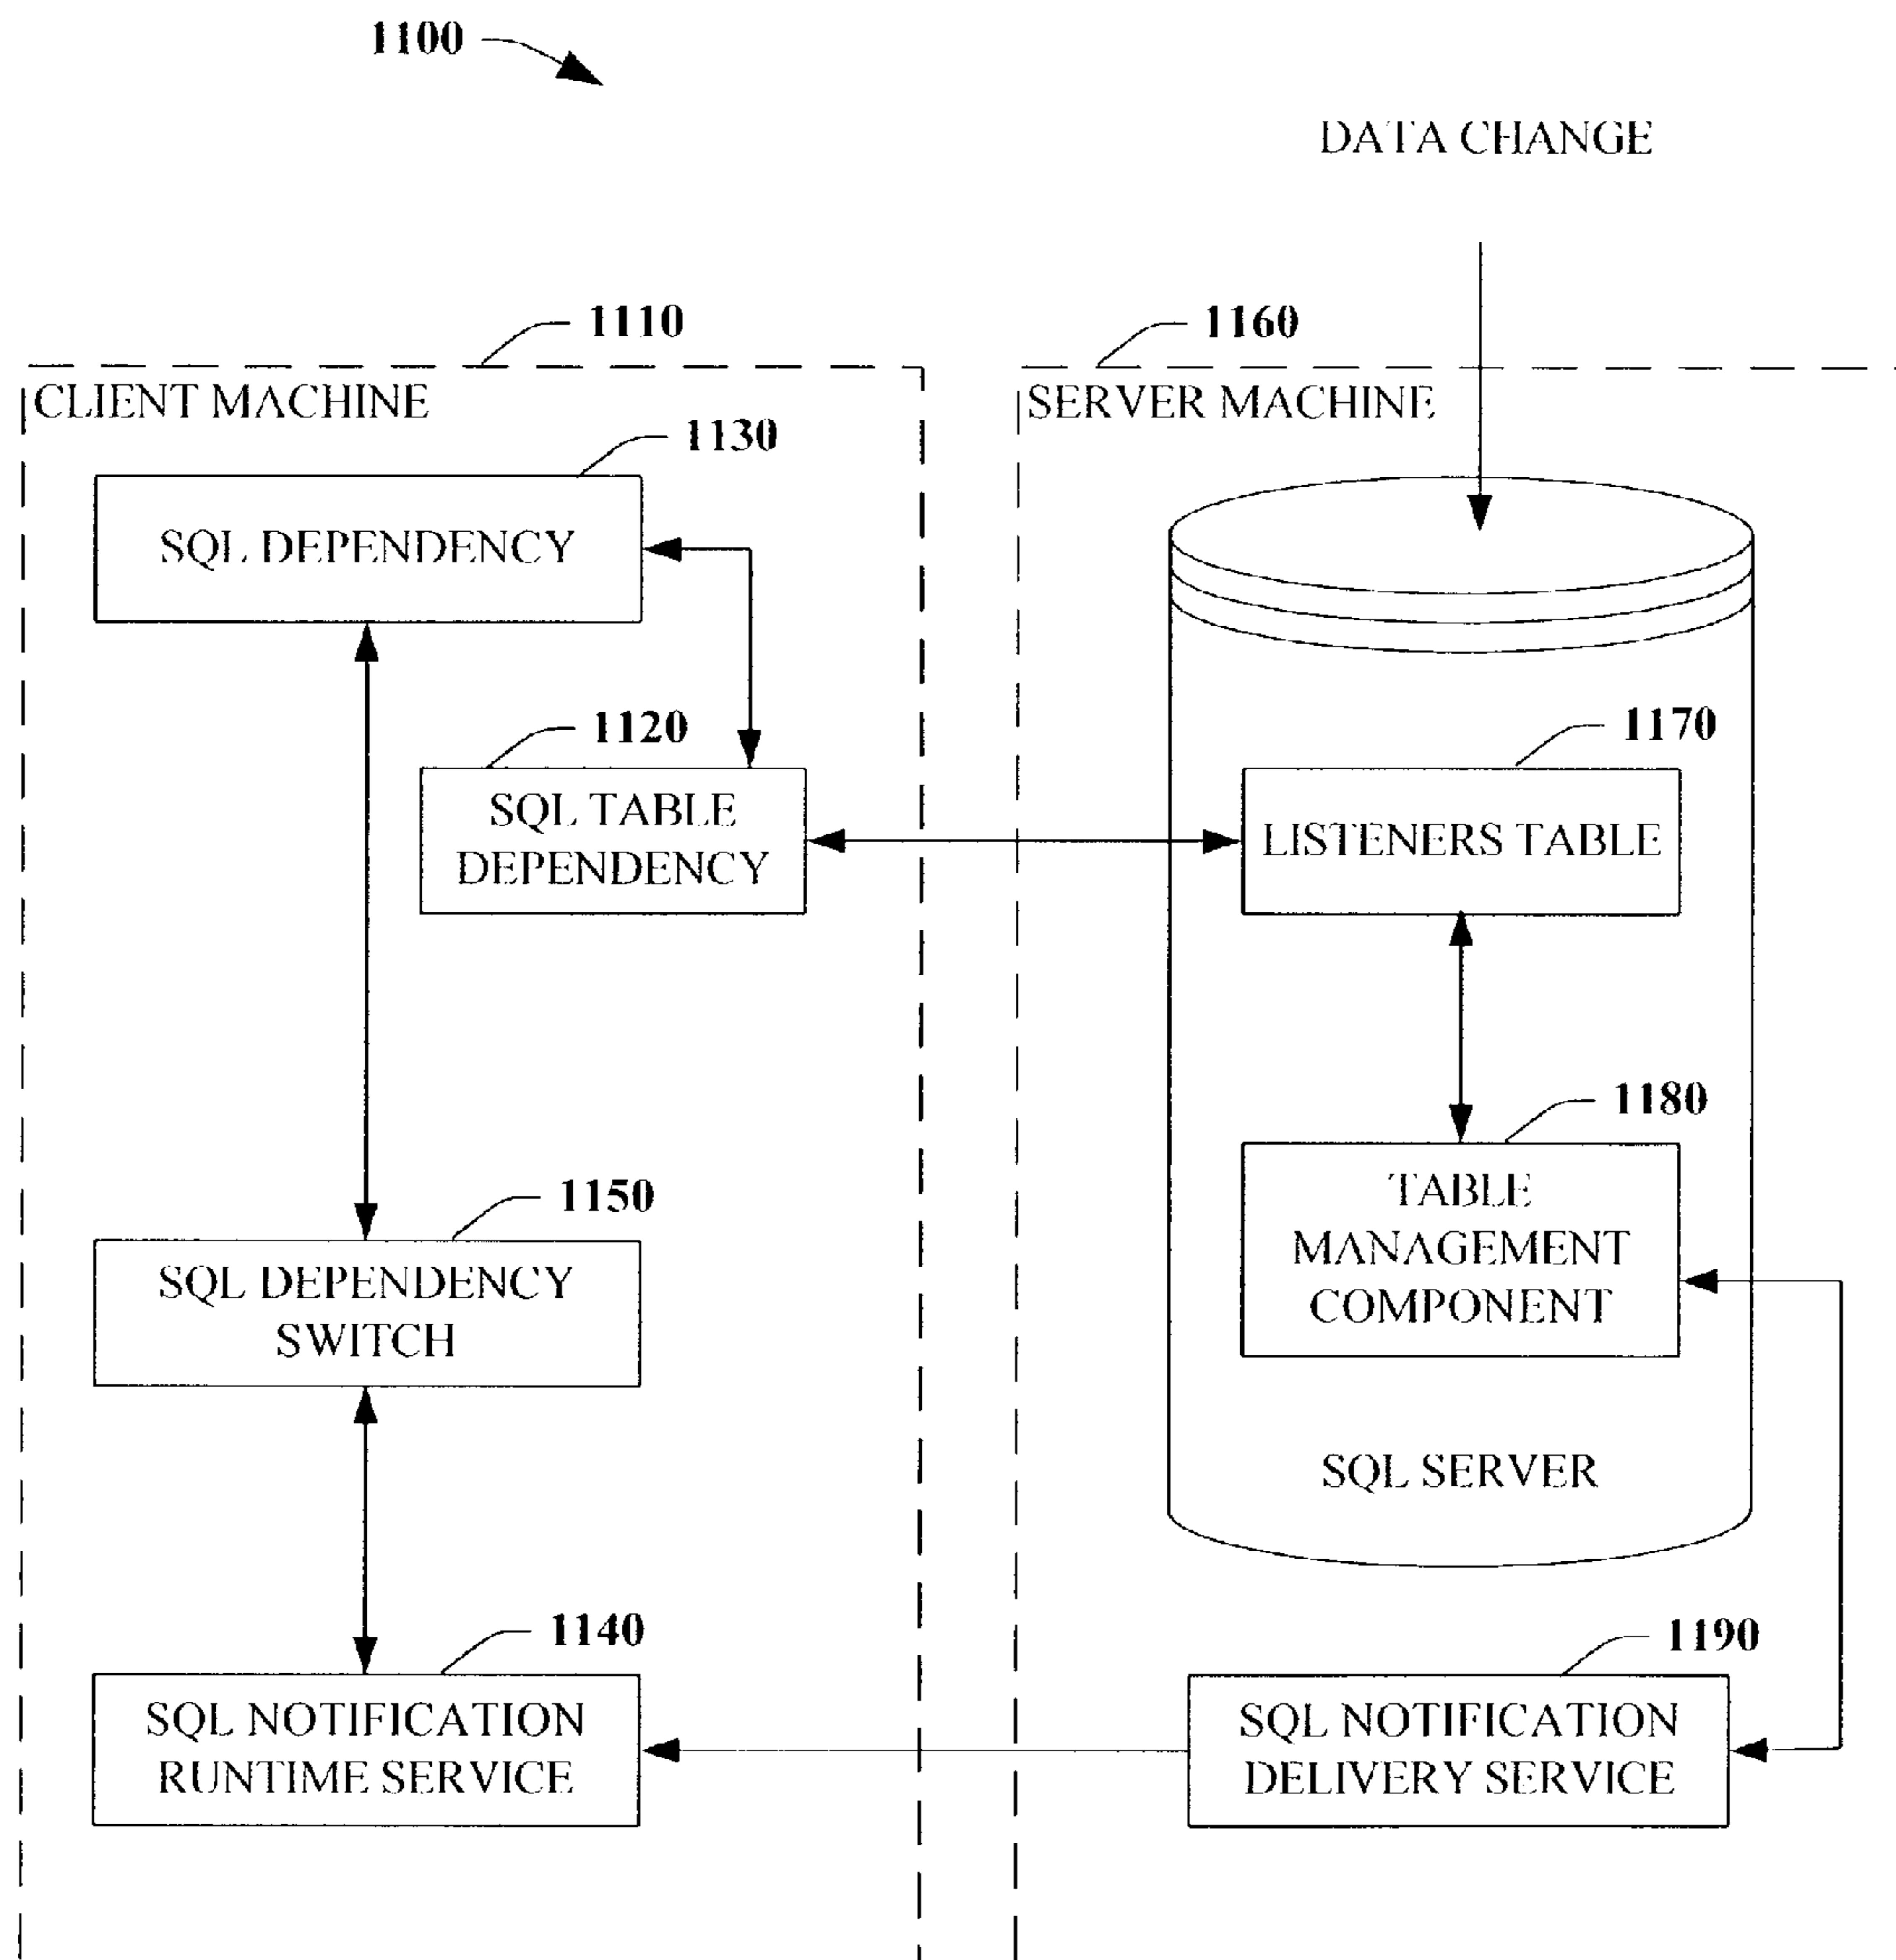 1100
DATA CHANGE
1110
1160
CLIENT MACHINE
SERVER MACHINE
1130
SQL DEPENDENCY
1120
1170
SQL TABLE
DEPENDENCY
LISTENERS TABLE
1180
TABLE
MANAGEMENT
COMPONENT
1150
SQL DEPENDENCY
SWITCH
SQL SERVER
1140
1190
SQL NOTIFICATION
RUNTIME SERVICE
SQL NOTIFICATION
DELIVERY SERVICE